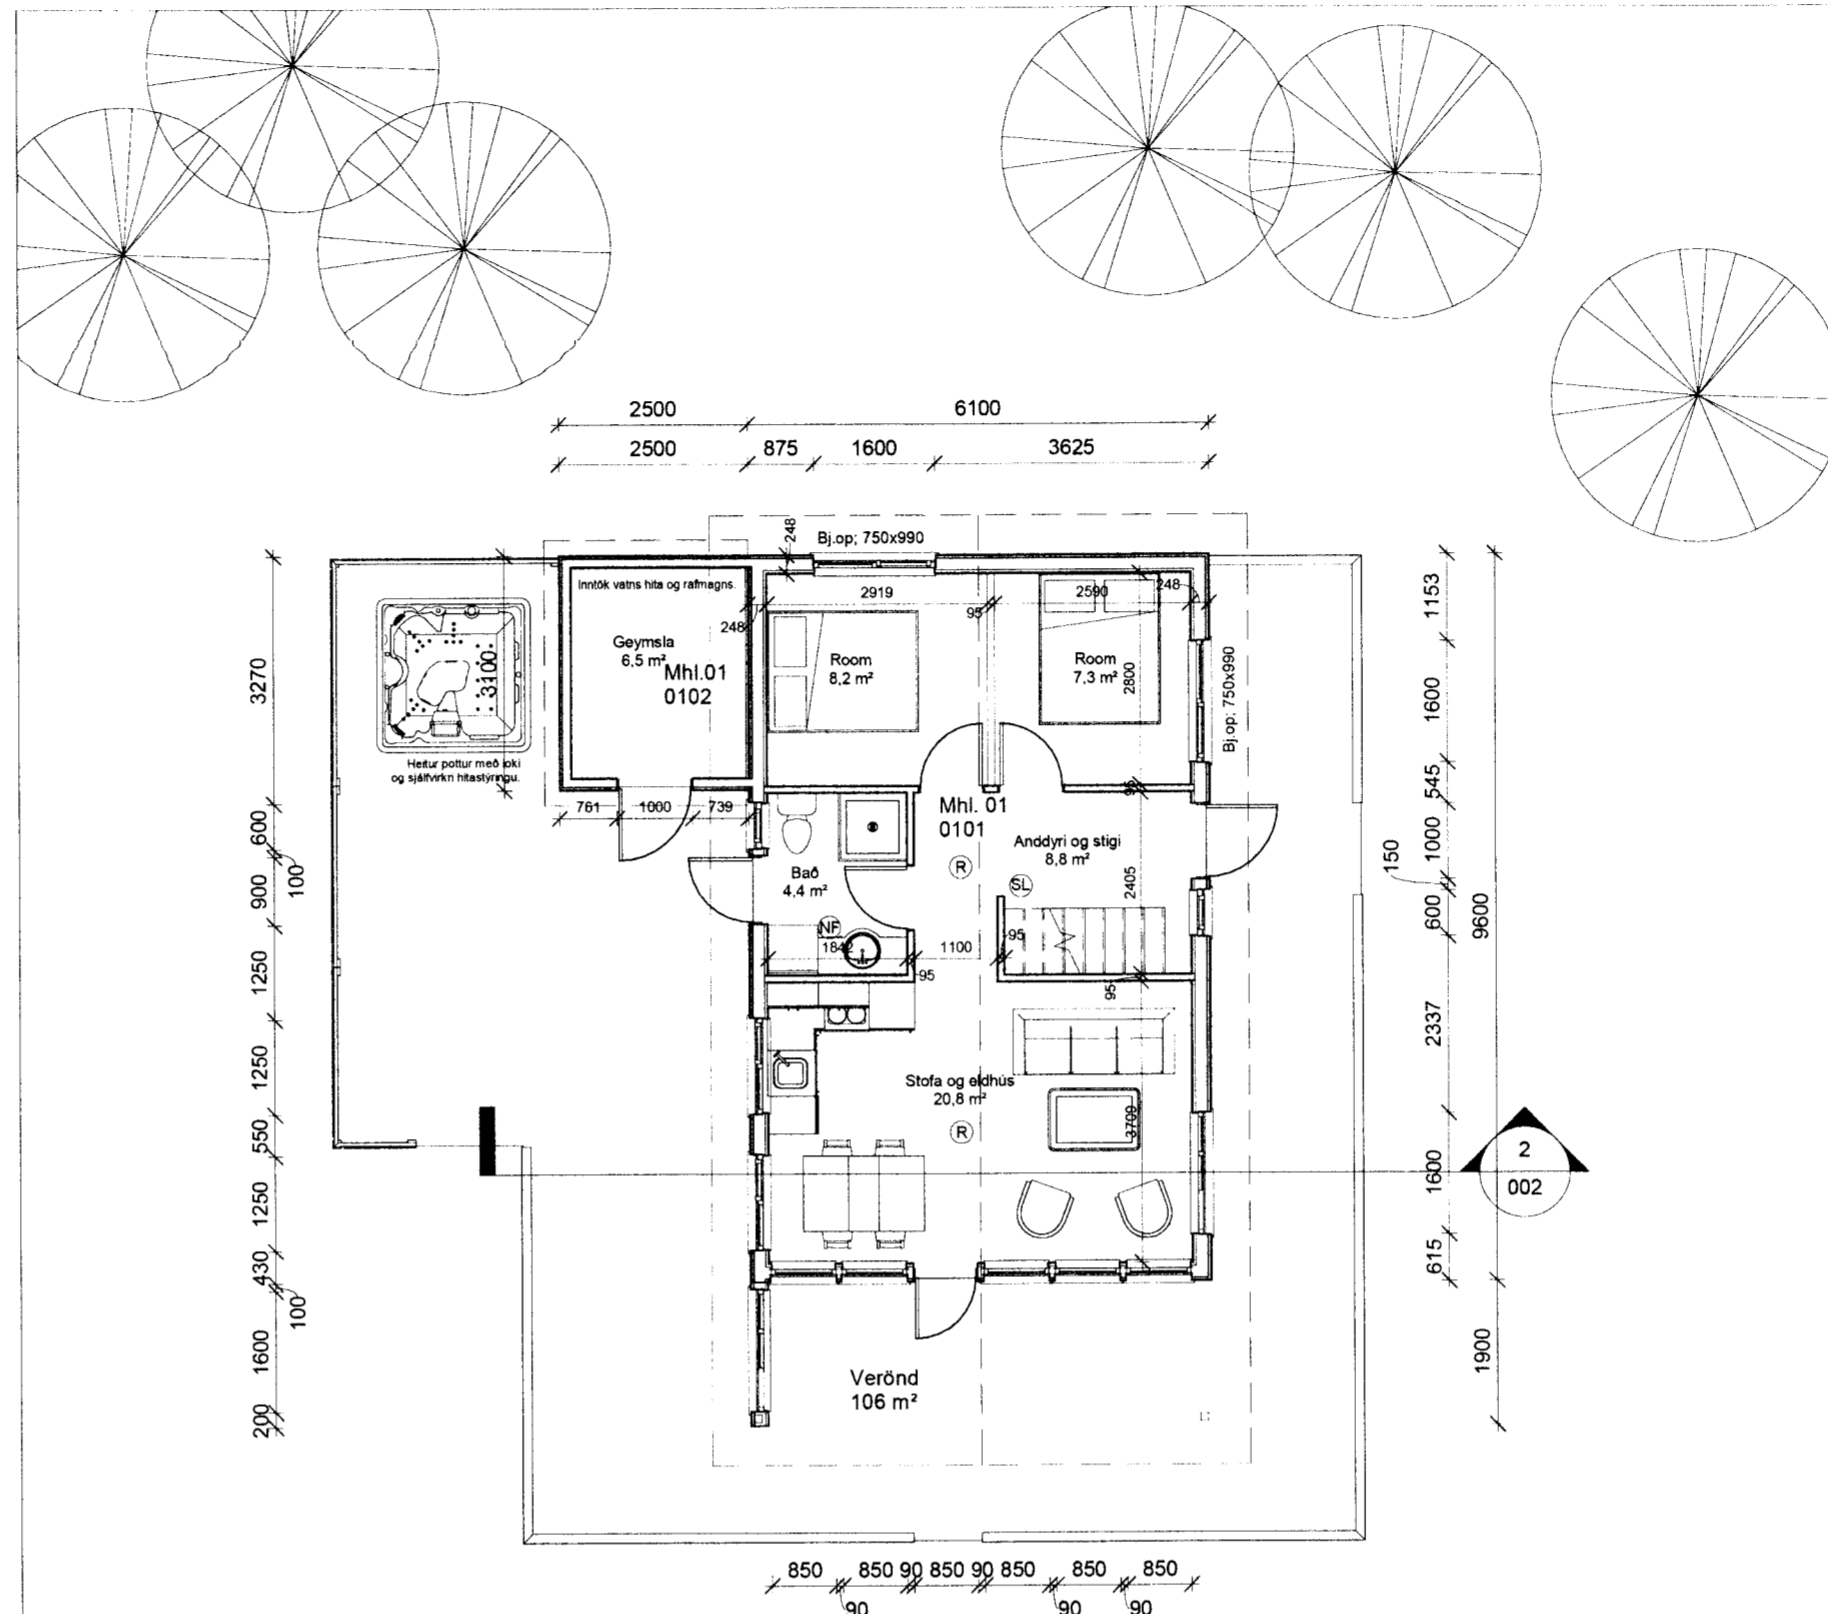 2500 6100
2500 875 1600 3625
248
Bj.op; 750x990
Inntök vatns hita og rafmagns.
2919
2590
248
95
248
1153
Geymsla
6,5 m²
Mhl.01
0102
Room
8,2 m²
Room
7,3 m²
2800
Bj.op; 750x990
3270
3100
1600
Heitur pottur með loki
og sjálfvirkn hitastýringu.
545
761 1000 739
95
Mhl. 01
0101
Anddyri og stigi
8,8 m²
600
100
1000
150
R
SL
Bað
4,4 m²
2405
900
600
9600
NF
1842
1100
95
95
95
1250
2337
1250
Stofa og eldhús
20,8 m²
R
3700
550
2
002
1250
1600
430
615
100
1600
1900
Verönd
106 m²
200
850 850 90 850 90 850 850 850
90 90 90